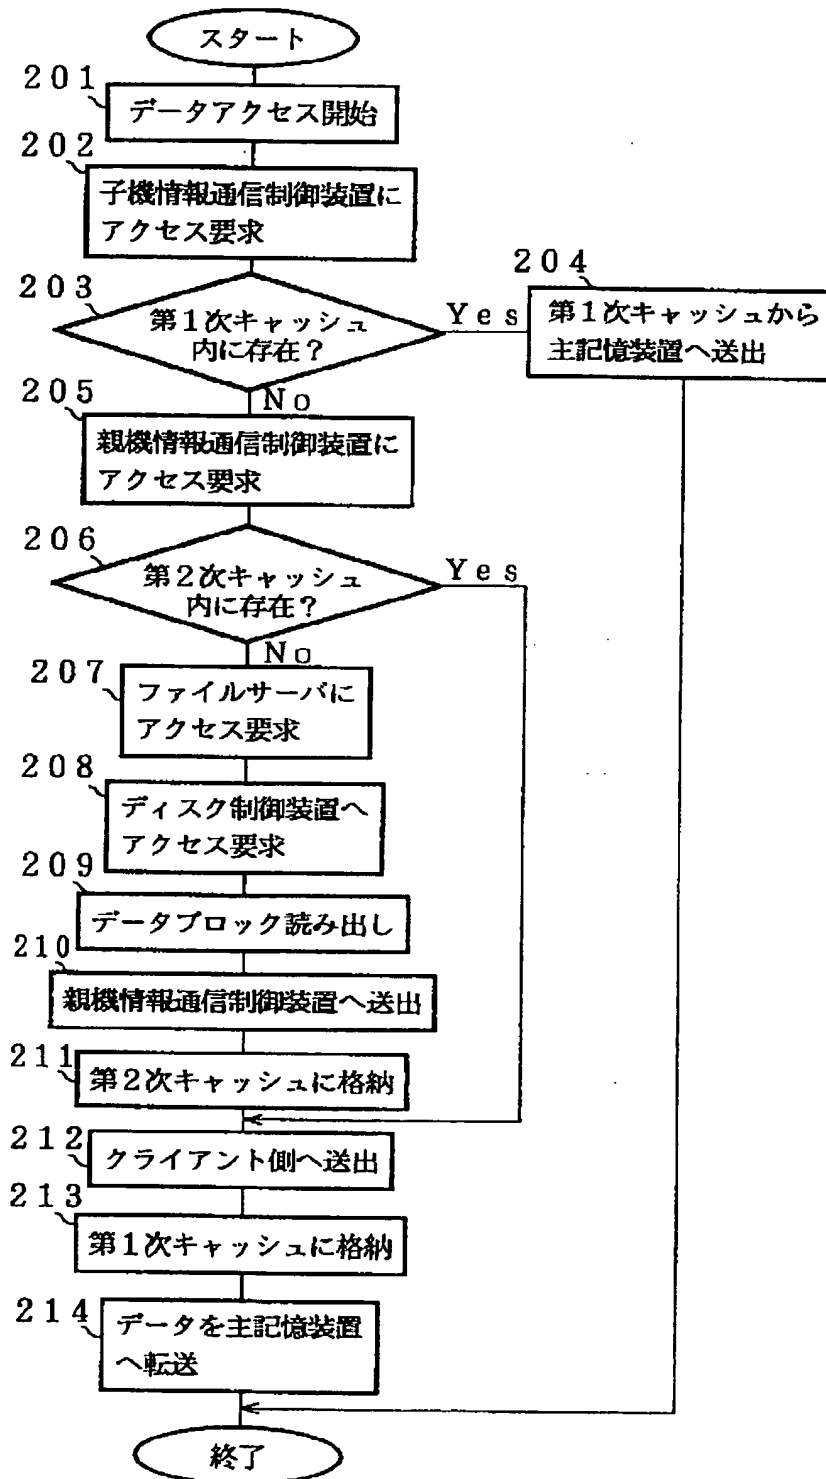 スタート
201
データアクセス開始
202
子機情報通信制御装置に
アクセス要求
203
第1次キャッシュ
内に存在?
Yes
204
第1次キャッシュから
主記憶装置へ送出
No
205
親機情報通信制御装置に
アクセス要求
206
第2次キャッシュ
内に存在?
Yes
No
207
ファイルサーバに
アクセス要求
208
ディスク制御装置へ
アクセス要求
209
データブロック読み出し
210
親機情報通信制御装置へ送出
211
第2次キャッシュに格納
212
クライアント側へ送出
213
第1次キャッシュに格納
214
データを主記憶装置
へ転送
終了